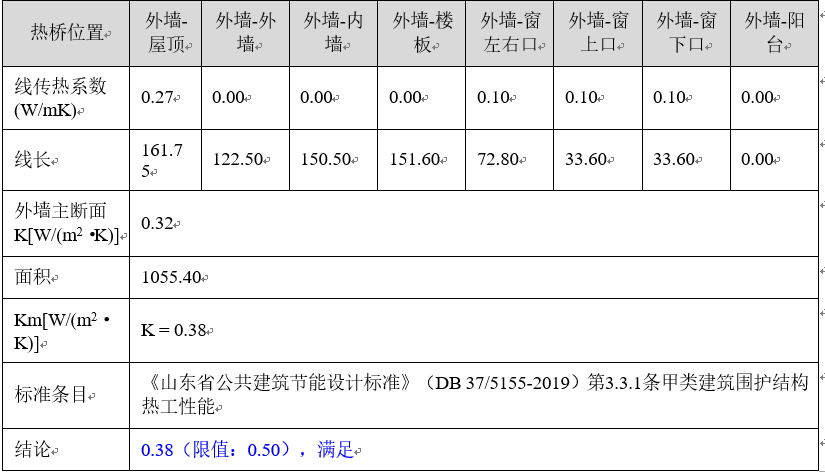 热桥位置 外墙-屋顶 外墙-外墙 外墙-内墙 外墙-楼板 外墙-窗左右口 外墙-窗上口 外墙-窗下口 外墙-阳台
线传热系数(W/mK) 0.27 0.00 0.00 0.00 0.10 0.10 0.10 0.00
线长 161.75 122.50 150.50 151.60 72.80 33.60 33.60 0.00
外墙主断面K[W/(m²·K)] 0.32
面积 1055.40
Km[W/(m²·K)] K = 0.38
标准条目 《山东省公共建筑节能设计标准》（DB 37/5155-2019）第3.3.1条甲类建筑围护结构
热工性能
结论 0.38（限值：0.50），满足